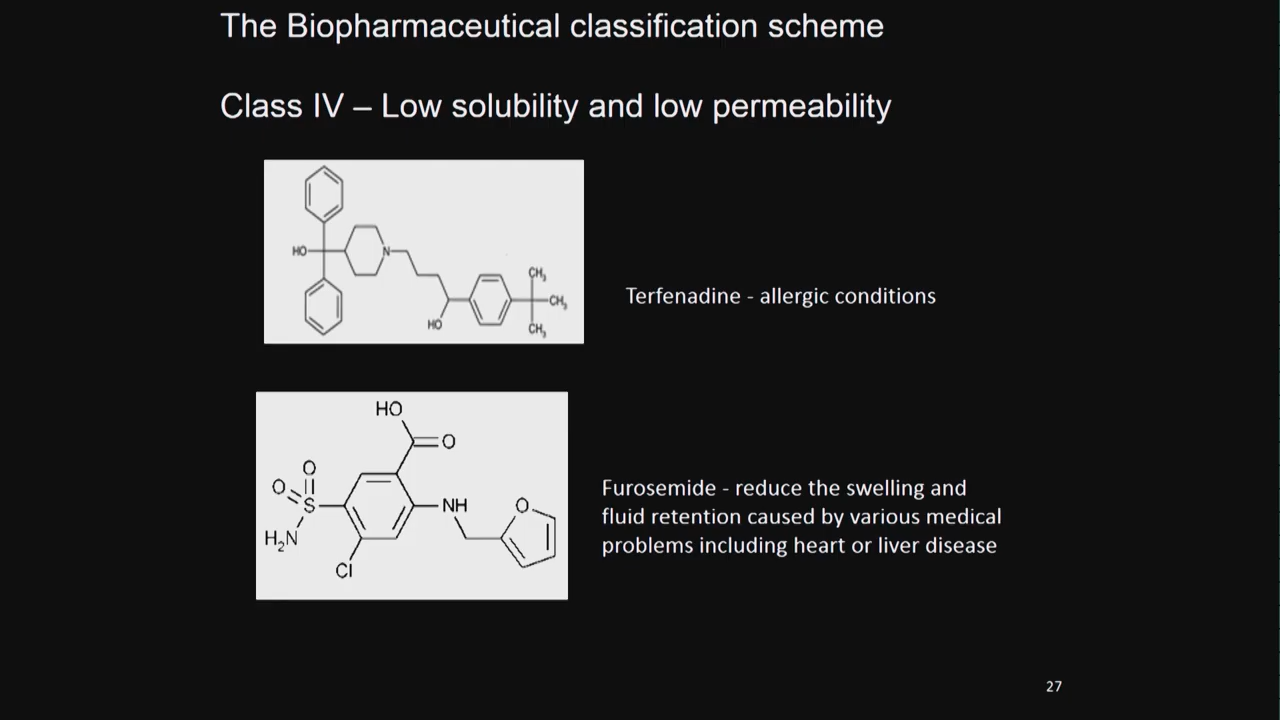 The Biopharmaceutical classification scheme
Class IV – Low solubility and low permeability
HO
N
HO
CH3
CH3
CH3
Terfenadine - allergic conditions
HO
O
O
O
S
H2N
Cl
NH
O
Furosemide - reduce the swelling and
fluid retention caused by various medical
problems including heart or liver disease
27